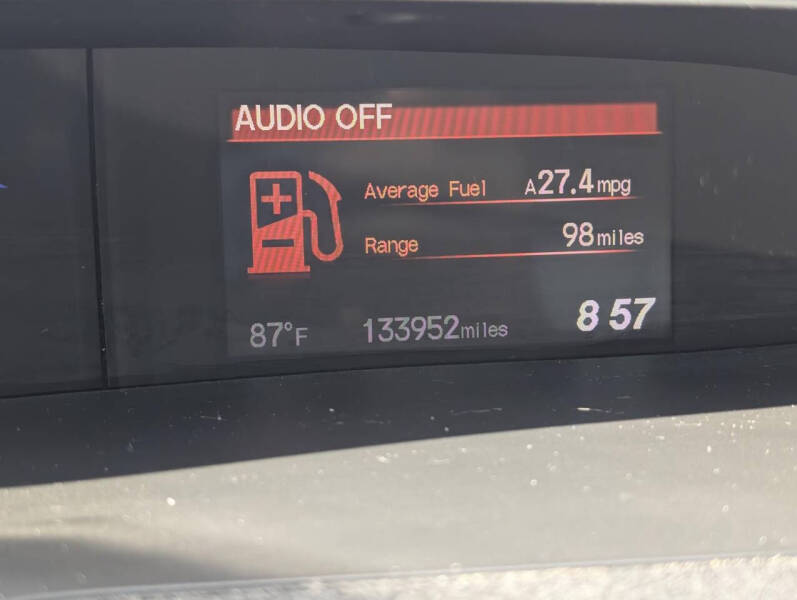 AUDIO OFF
Average Fuel A27.4mpg
Range 98miles
87°F 133952miles 8 57